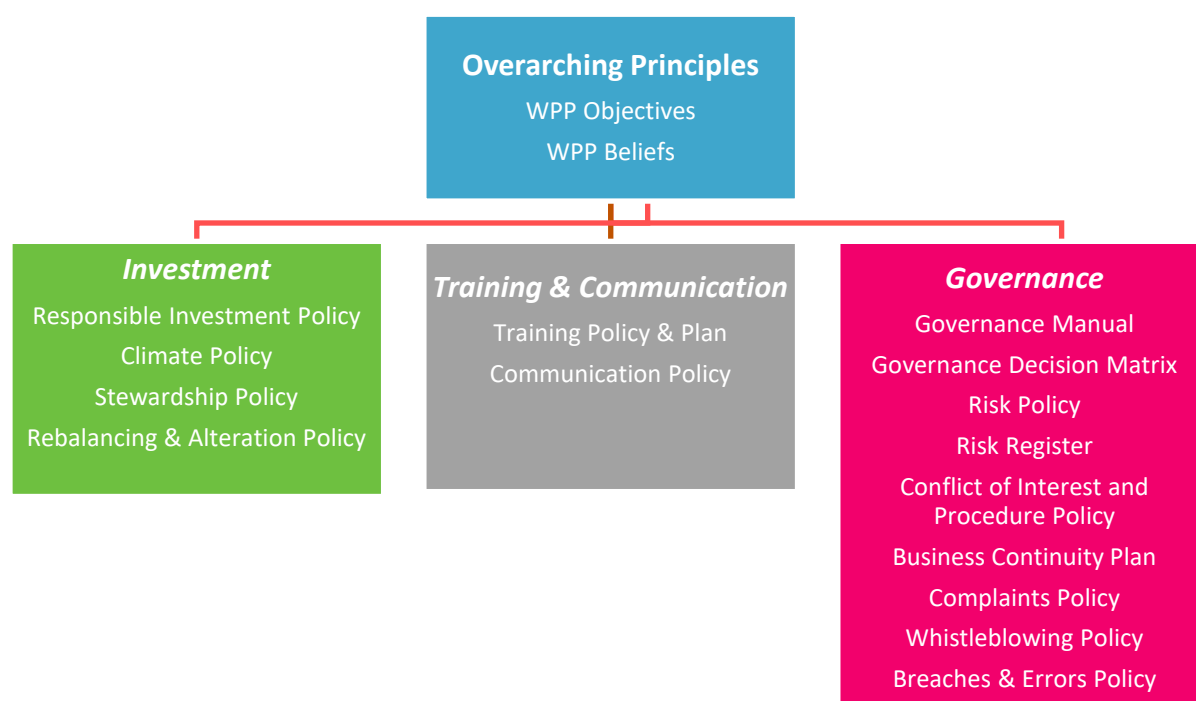 Overarching Principles
WPP Objectives
WPP Beliefs
Investment
Responsible Investment Policy
Climate Policy
Stewardship Policy
Rebalancing & Alteration Policy
Training & Communication
Training Policy & Plan
Communication Policy
Governance
Governance Manual
Governance Decision Matrix
Risk Policy
Risk Register
Conflict of Interest and
Procedure Policy
Business Continuity Plan
Complaints Policy
Whistleblowing Policy
Breaches & Errors Policy